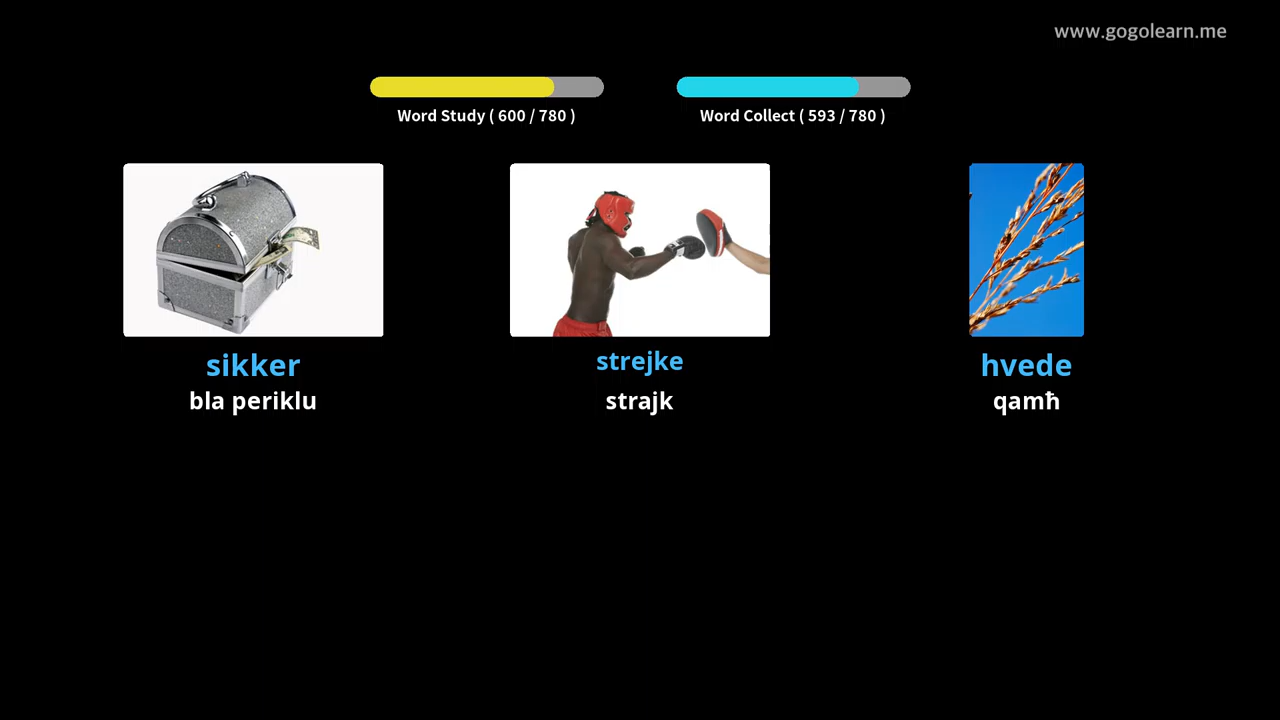 www.gogolearn.me
Word Study ( 600 / 780 )
Word Collect ( 593 / 780 )
sikker
bla periklu
strejke
strajk
hvede
qamħ